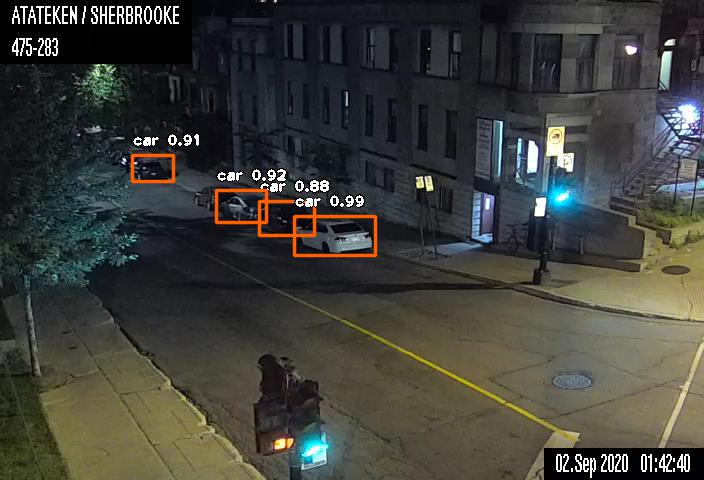 ATATEKEN / SHERBROOKE
475-283
car 0.91
car 0.92
car 0.88
car 0.99
02.Sep 2020 01:42:40